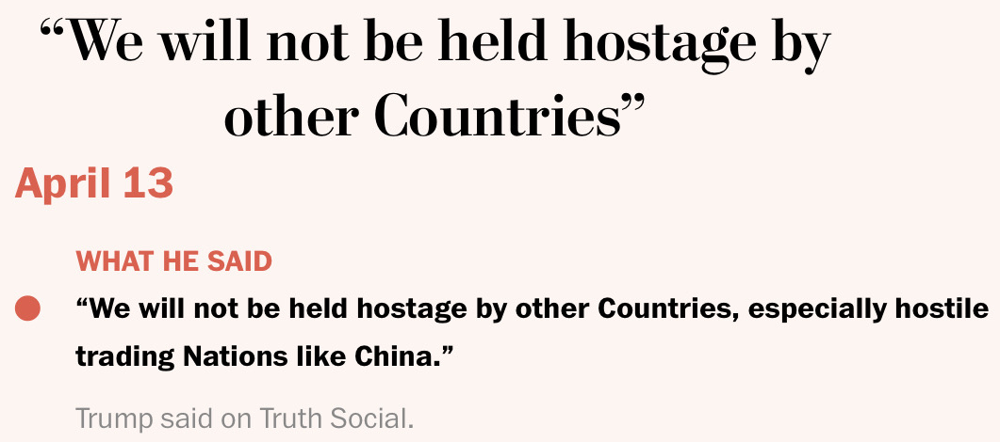 “We will not be held hostage by
other Countries”
April 13
WHAT HE SAID
“We will not be held hostage by other Countries, especially hostile
trading Nations like China.”
Trump said on Truth Social.